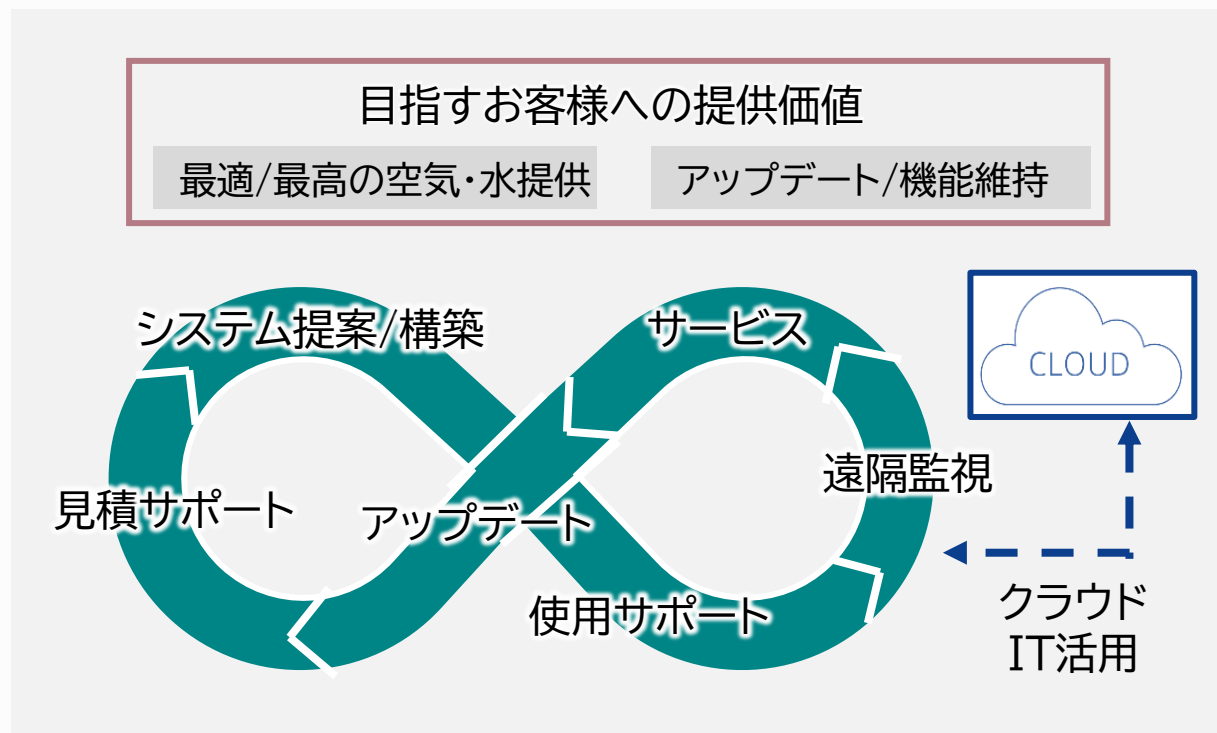 目指すお客様への提供価値
最適/最高の空気・水提供
アップデート/機能維持
システム提案/構築
サービス
CLOUD
見積サポート
アップデート
遠隔監視
使用サポート
クラウド
IT活用